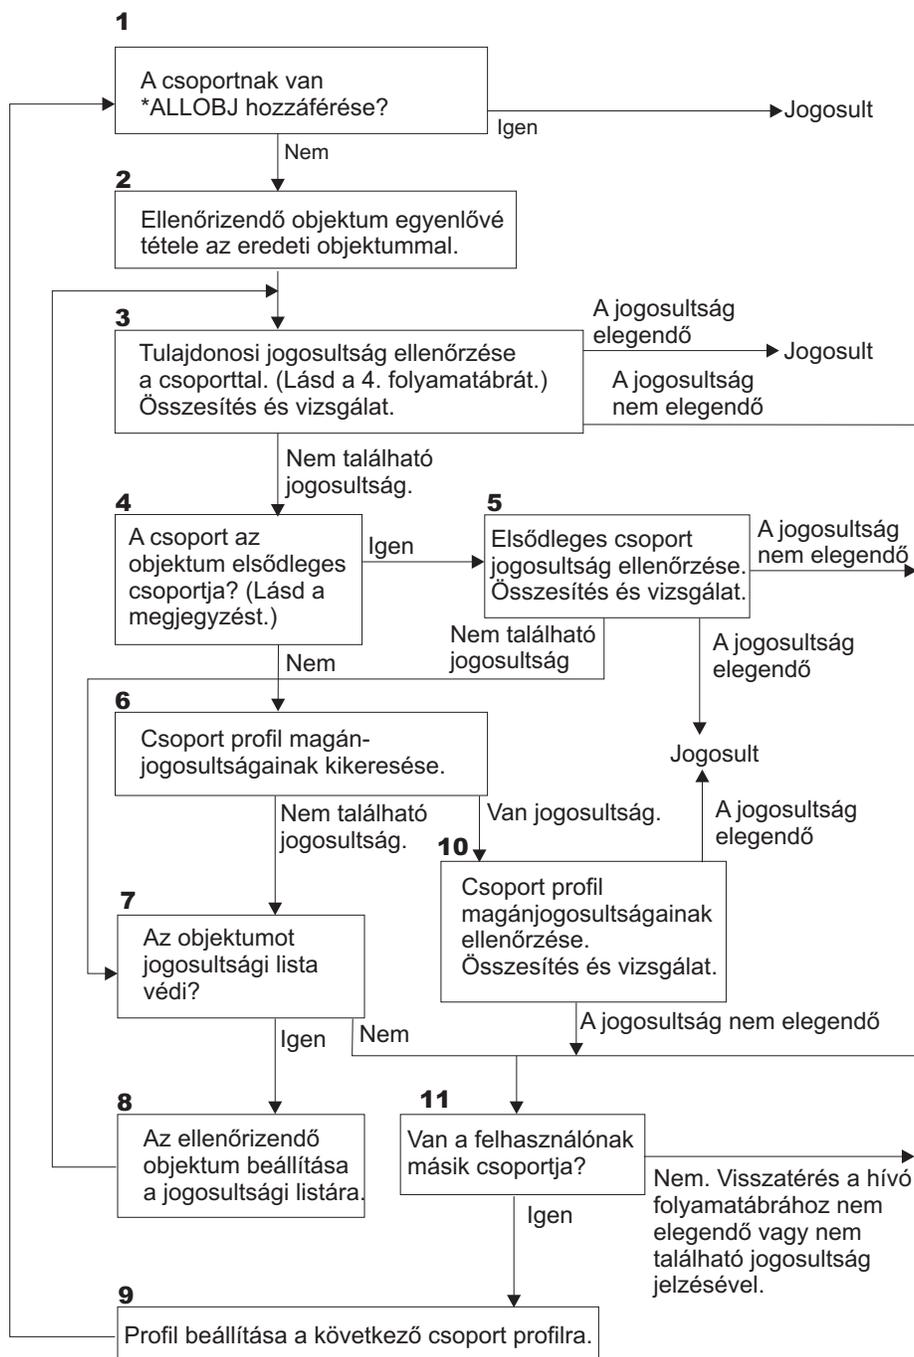 1
A csoportnak van
*ALLOBJ hozzáférése?
Jogosult
Igen
Nem
2
Ellenőrizendő objektum egyenlővé
tétele az eredeti objektummal.
3
A jogosultság
elegendő
Tulajdonosi jogosultság ellenőrzése
a csoporttal. (Lásd a 4. folyamatábrát.)
Összesítés és vizsgálat.
Jogosult
A jogosultság
nem elegendő
Nem található
jogosultság.
4
A csoport az
objektum elsődleges
csoportja? (Lásd a
megjegyzést.)
Igen
5
Elsődleges csoport
jogosultság ellenőrzése.
Összesítés és vizsgálat.
A jogosultság
nem elegendő
Nem található
jogosultság
A jogosultság
elegendő
Nem
6
Csoport profil magán-
jogosultságainak kikeresése.
Jogosult
Nem található
jogosultság.
Van jogosultság.
A jogosultság
elegendő
10
Csoport profil
magánjogosultságainak
ellenőrzése.
Összesítés és vizsgálat.
7
Az objektumot
jogosultsági lista
védi?
A jogosultság nem elegendő
Igen
Nem
8
Az ellenőrizendő
objektum beállítása
a jogosultsági listára.
11
Van a felhasználónak
másik csoportja?
Nem. Visszatérés a hívó
folyamatábrához nem
elegendő vagy nem
található jogosultság
jelzésével.
Igen
9
Profil beállítása a következő csoport profilra.